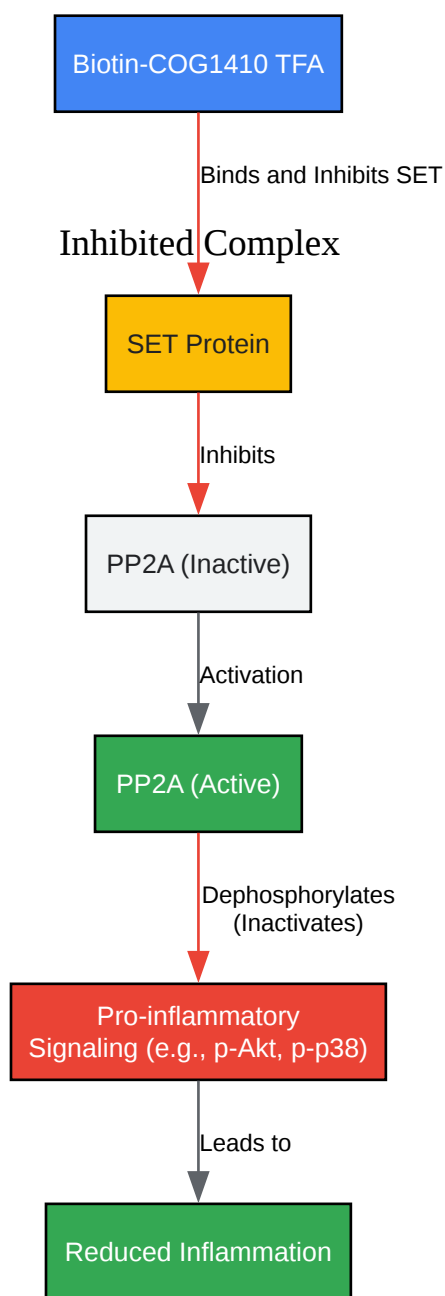 Biotin-COG1410 TFA
Binds and Inhibits SET
Inhibited Complex
SET Protein
Inhibits
PP2A (Inactive)
Activation
PP2A (Active)
Dephosphorylates
(Inactivates)
Pro-inflammatory
Signaling (e.g., p-Akt, p-p38)
Leads to
Reduced Inflammation